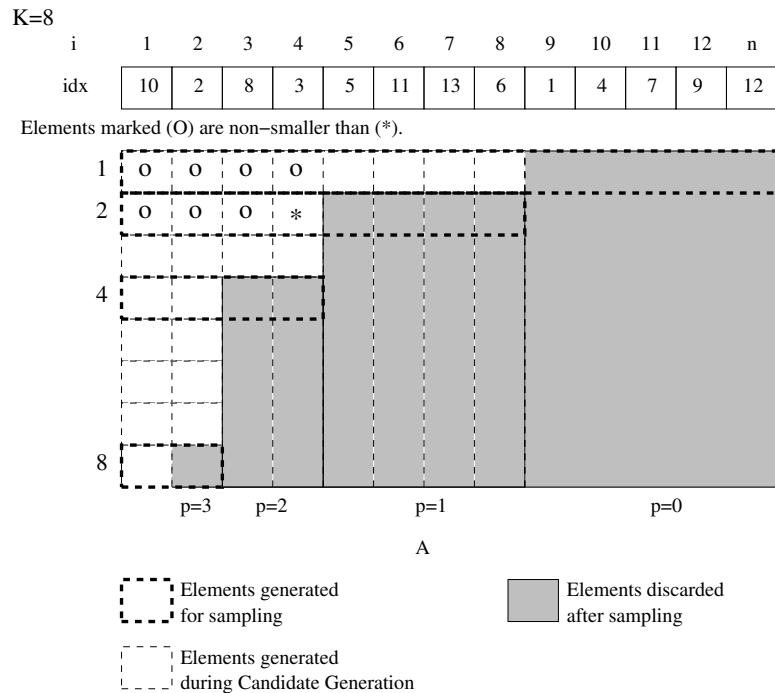 K=8
i 1 2 3 4 5 6 7 8 9 10 11 12 n
idx 10 2 8 3 5 11 13 6 1 4 7 9 12
Elements marked (O) are non−smaller than (*).
1 O O O O
2 O O O *
4
8
p=3 p=2 p=1 p=0
A
Elements generated
for sampling
Elements discarded
after sampling
Elements generated
during Candidate Generation